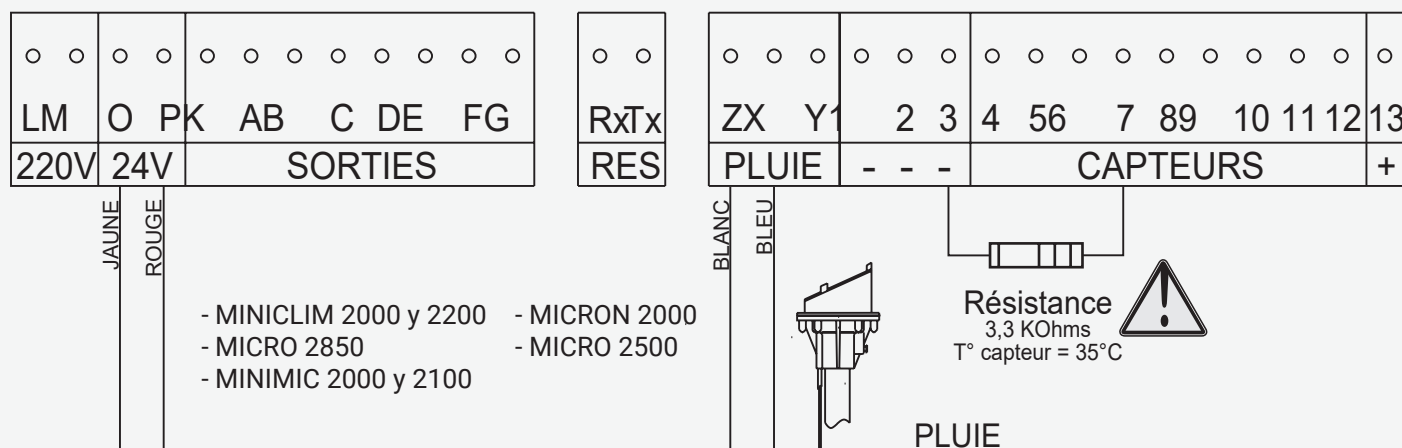 LM O PK AB C DE FG RxTx ZX Y1 2 3 4 56 7 89 10 11 12 13
220V 24V SORTIES RES PLUIE - - - CAPTEURS +
JAUNE
ROUGE
BLANC
BLEU
- MINICLIM 2000 y 2200
- MICRO 2850
- MINIMIC 2000 y 2100
- MICRON 2000
- MICRO 2500
Résistance
3,3 KOhms
T° capteur = 35°C
PLUIE